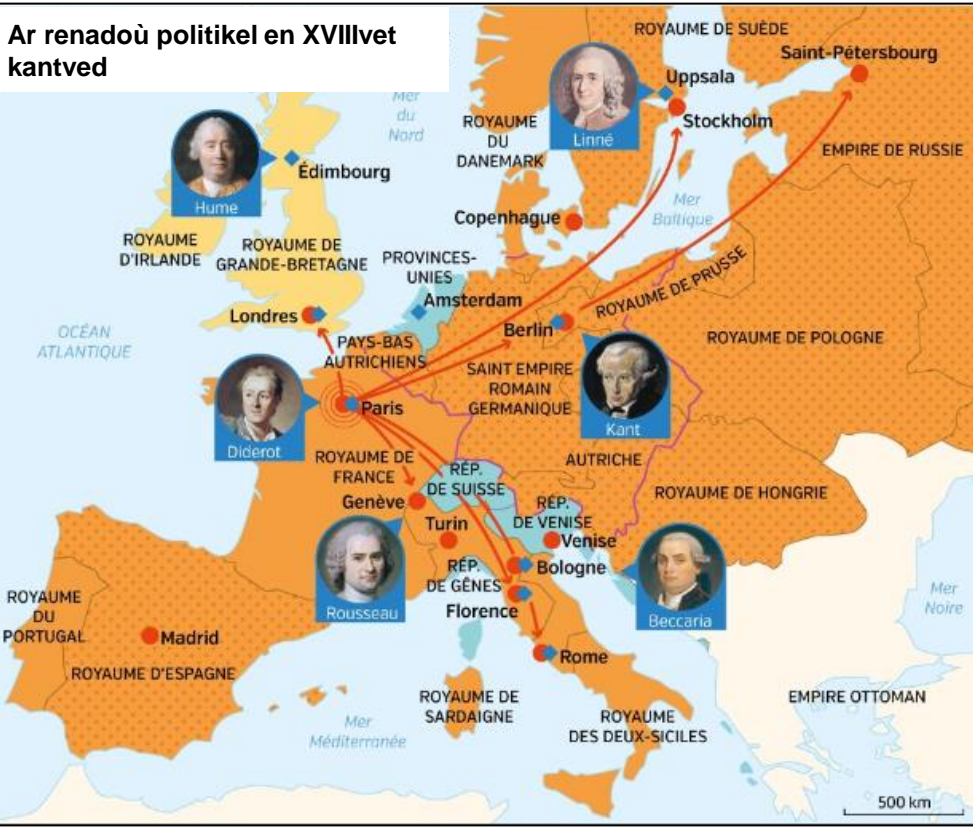 Ar renadoù politikel en XVIIIvet
kantved
ROYAUME DE SUÈDE
Saint-Pétersbourg
Uppsala
Mer
du
Nord
Stockholm
Linné
ROYAUME
DU
DANEMARK
EMPIRE DE RUSSIE
Édimbourg
Hume
Mer
Baltique
Copenhague
ROYAUME
D'IRLANDE
ROYAUME DE
GRANDE-BRETAGNE
PROVINCES-
UNIES
Amsterdam
ROYAUME DE PRUSSE
Londres
Berlin
OCÉAN
ATLANTIQUE
PAYS-BAS
AUTRICHIENS
ROYAUME DE POLOGNE
SAINT EMPIRE
ROMAIN
GERMANIQUE
Paris
Diderot
Kant
ROYAUME DE
FRANCE
AUTRICHE
RÉP.
DE SUISSE
ROYAUME DE HONGRIE
Genève
RÉP.
DE VENISE
Turin
Venise
RÉP.
DE GÊNES
Bologne
Florence
Rousseau
Beccaria
Mer
Noire
ROYAUME
DU
PORTUGAL
Madrid
Rome
ROYAUME D'ESPAGNE
ROYAUME DE
SARDAIGNE
EMPIRE OTTOMAN
Mer
Méditerranée
ROYAUME
DES DEUX-SICILES
500 km